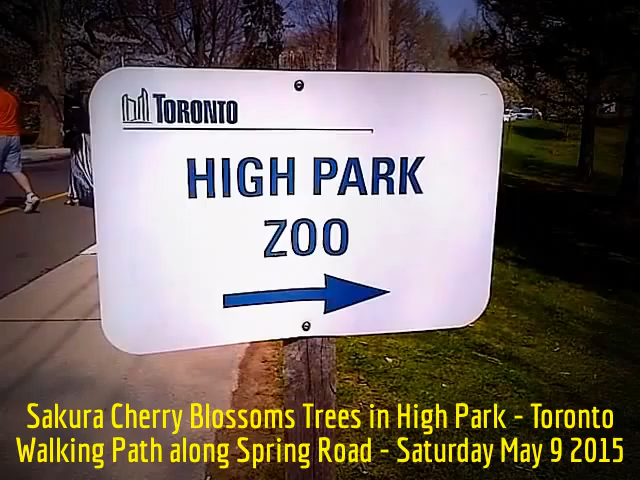 TORONTO
HIGH PARK
ZOO
Sakura Cherry Blossoms Trees in High Park - Toronto
Walking Path along Spring Road - Saturday May 9 2015